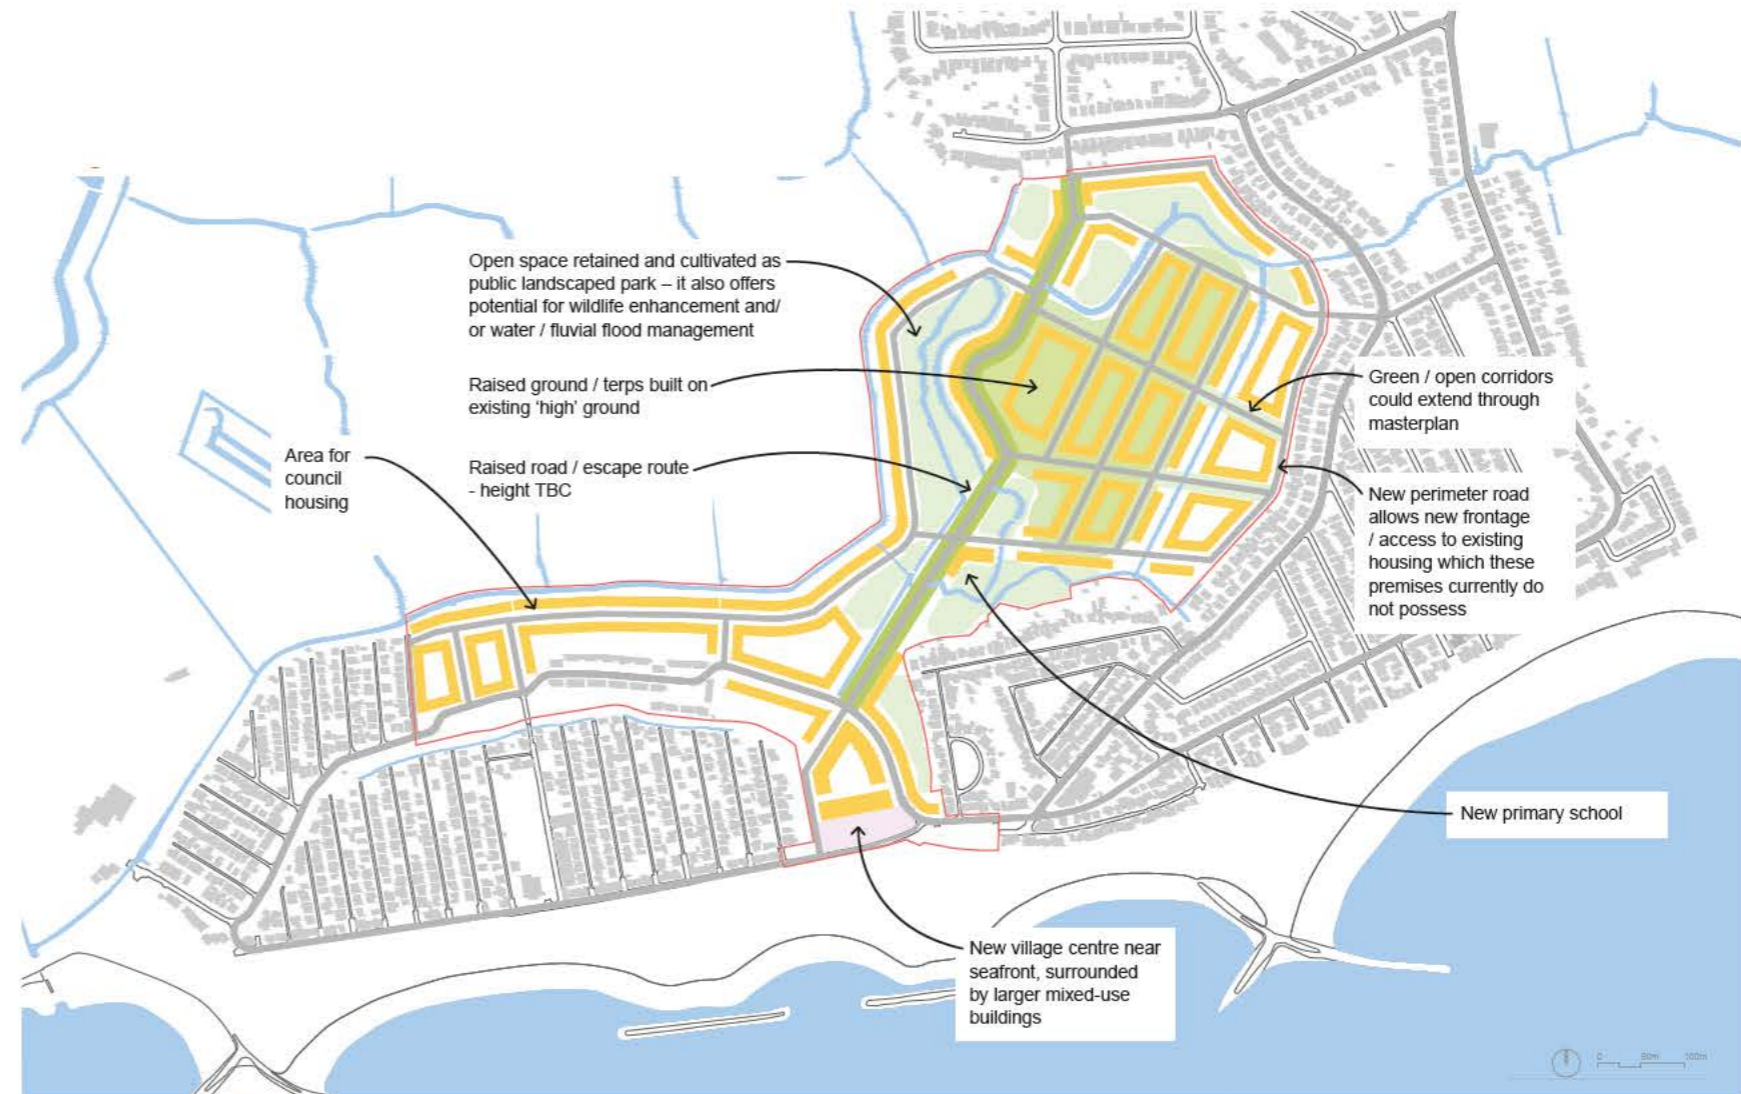 Open space retained and cultivated as
public landscaped park – it also offers
potential for wildlife enhancement and/
or water / fluvial flood management
Raised ground / terps built on
existing ‘high’ ground
Green / open corridors
could extend through
masterplan
Area for
council
housing
Raised road / escape route
- height TBC
New perimeter road
allows new frontage
/ access to existing
housing which these
premises currently do
not possess
New primary school
New village centre near
seafront, surrounded
by larger mixed-use
buildings
0 50m 100m